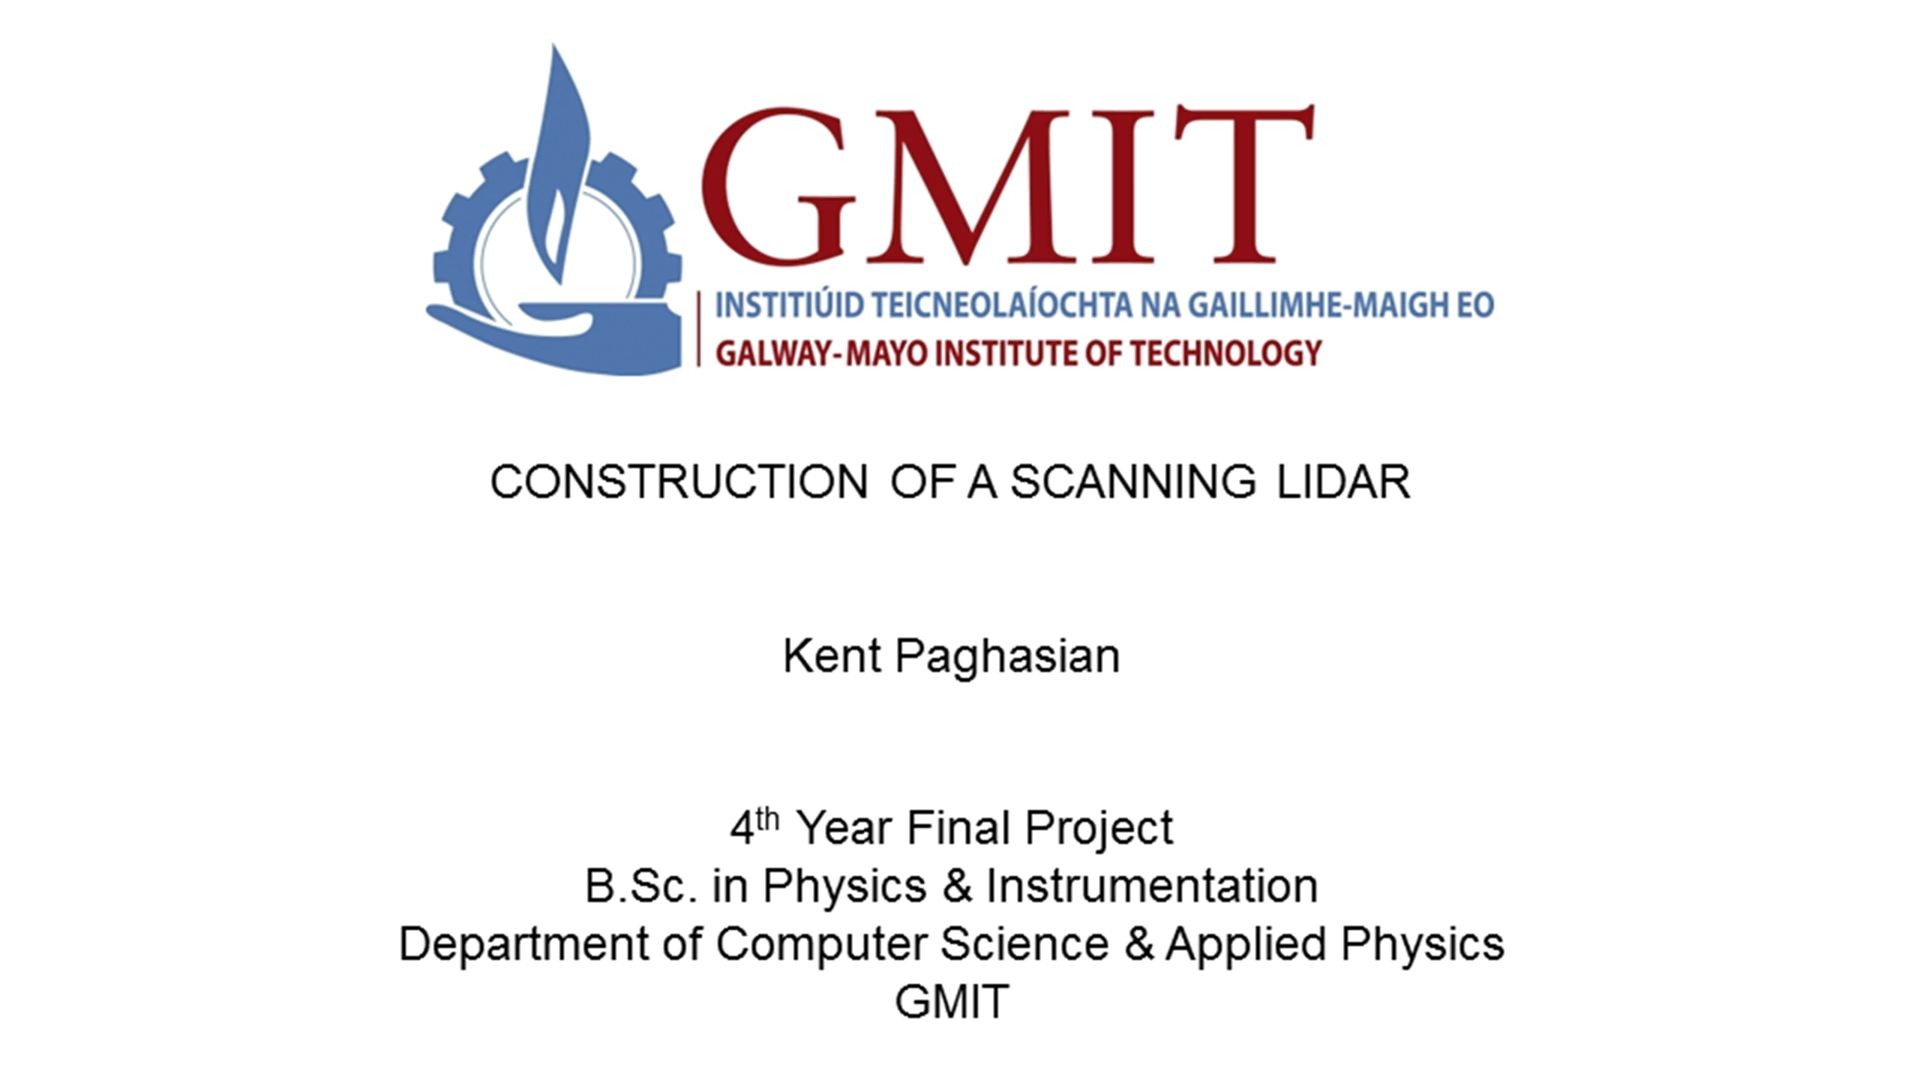 GMIT
INSTITIÚID TEICNEOLAÍOCHTA NA GAILLIMHE-MAIGH EO
GALWAY-MAYO INSTITUTE OF TECHNOLOGY
CONSTRUCTION OF A SCANNING LIDAR
Kent Paghasian
4th Year Final Project
B.Sc. in Physics & Instrumentation
Department of Computer Science & Applied Physics
GMIT